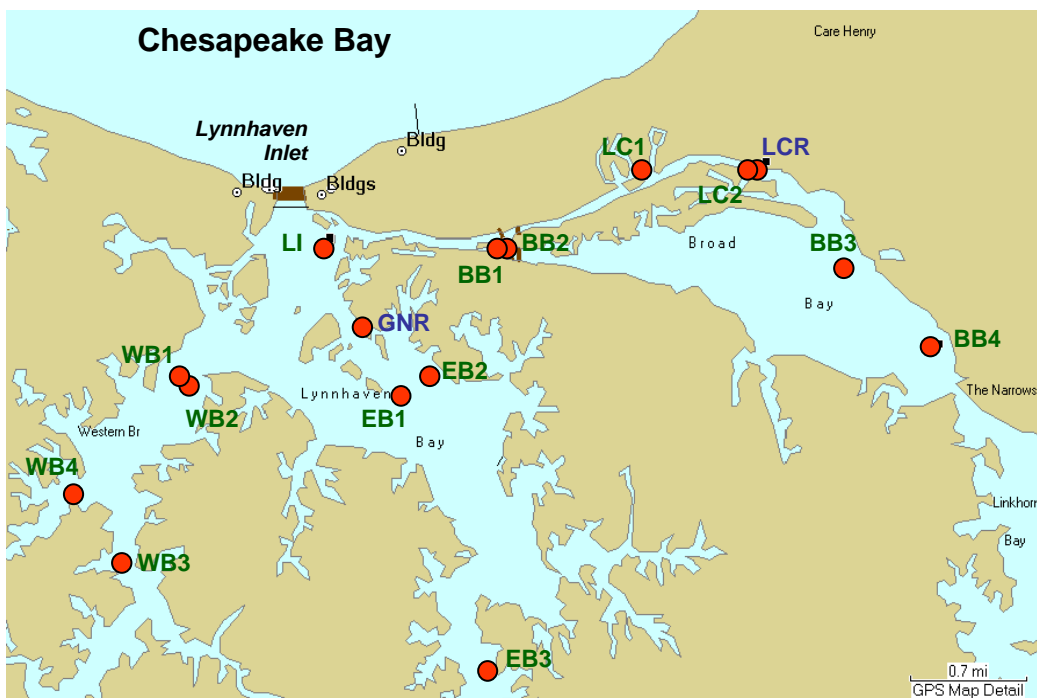 Chesapeake Bay
Care Henry
Lynnhaven
Inlet
Bldg
Bldg
Bldgs
LC1
LCR
LC2
LI
BB2
BB1
Broad
BB3
Bay
GNR
BB4
WB1
EB2
WB2
Lynnhaven
EB1
The Narrows
Western Br
Bay
WB4
Linkhorn
Bay
WB3
EB3
0.7 mi
GPS Map Detail